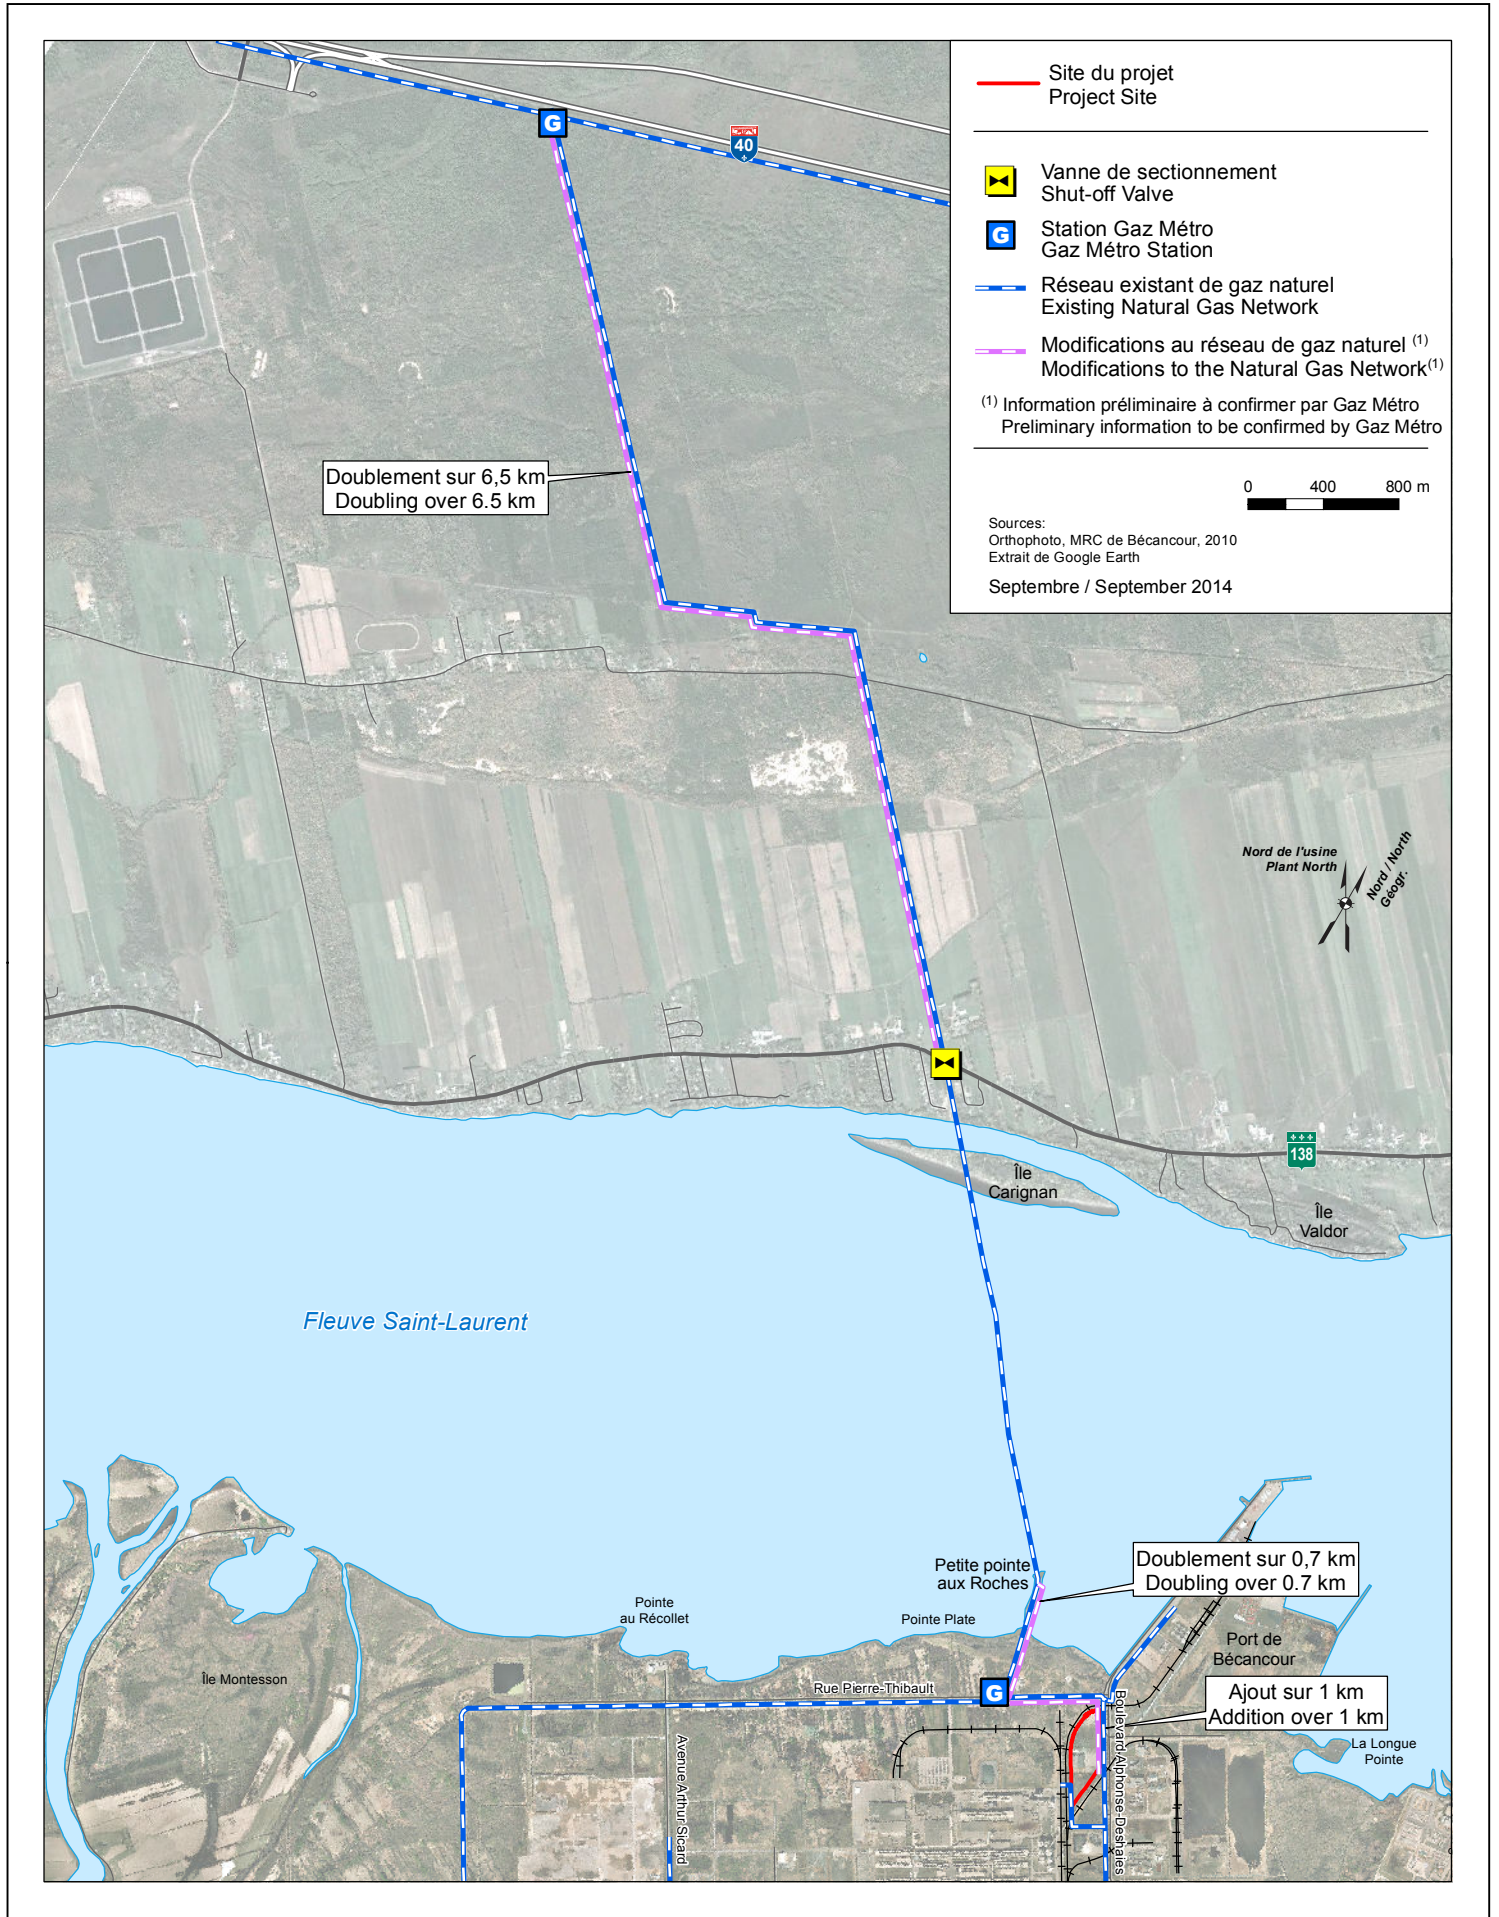 Site du projet
Project Site
Vanne de sectionnement
Shut-off Valve
G
Station Gaz Métro
Gaz Métro Station
Réseau existant de gaz naturel
Existing Natural Gas Network
Modifications au réseau de gaz naturel (1)
Modifications to the Natural Gas Network(1)
(1) Information préliminaire à confirmer par Gaz Métro
Preliminary information to be confirmed by Gaz Métro
0 400 800 m
Sources:
Orthophoto, MRC de Bécancour, 2010
Extrait de Google Earth
Septembre / September 2014
G
40
Doublement sur 6,5 km
Doubling over 6.5 km
Nord de l'usine
Plant North
Nord / North
Géogr.
138
Île
Carignan
Île
Valdor
Fleuve Saint-Laurent
Petite pointe
aux Roches
Doublement sur 0,7 km
Doubling over 0.7 km
Pointe
au Récollet
Pointe Plate
Port de
Bécancour
Île Montesson
Rue Pierre-Thibault
G
Ajout sur 1 km
Addition over 1 km
La Longue
Pointe
Avenue Arthur Sicard
Boulevard Alphonse-Deshaies